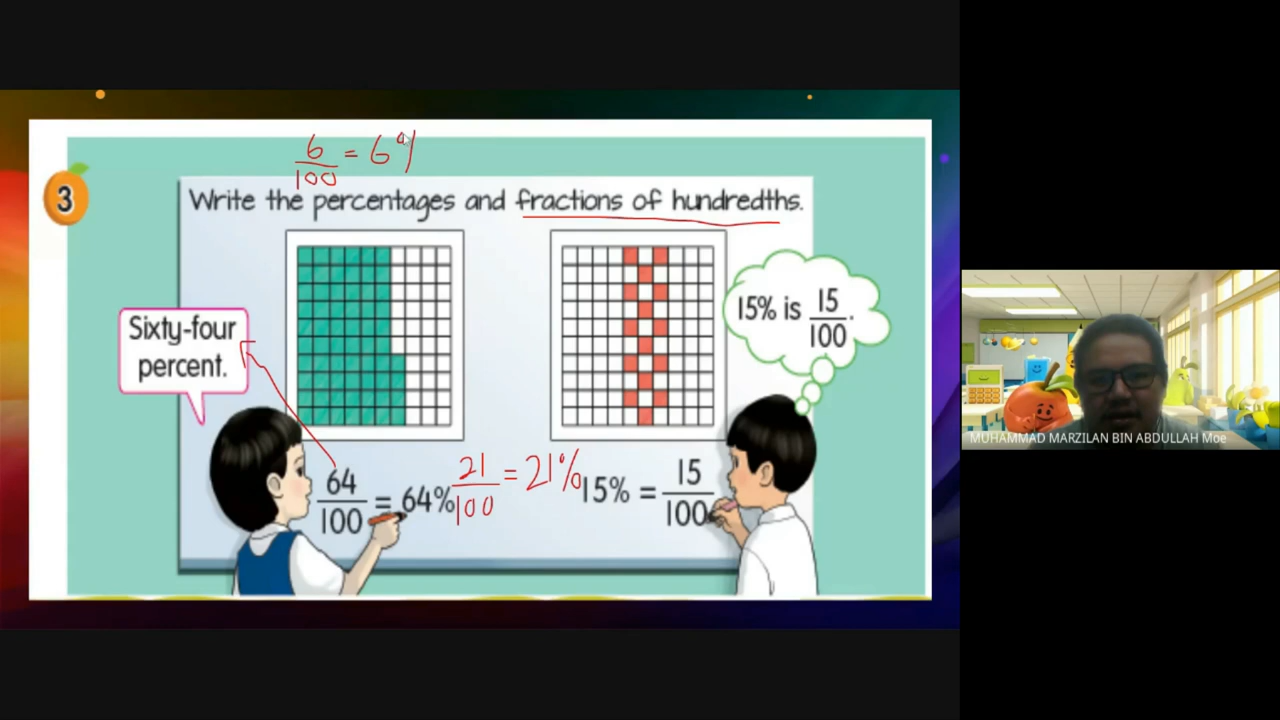 6/100 = 6%
3
Write the percentages and fractions of hundredths.
Sixty-four
percent.
15% is 15/100.
64/100 = 64%
21/100 = 21%
15% = 15/100
MUHAMMAD MARZILAN BIN ABDULLAH Moe